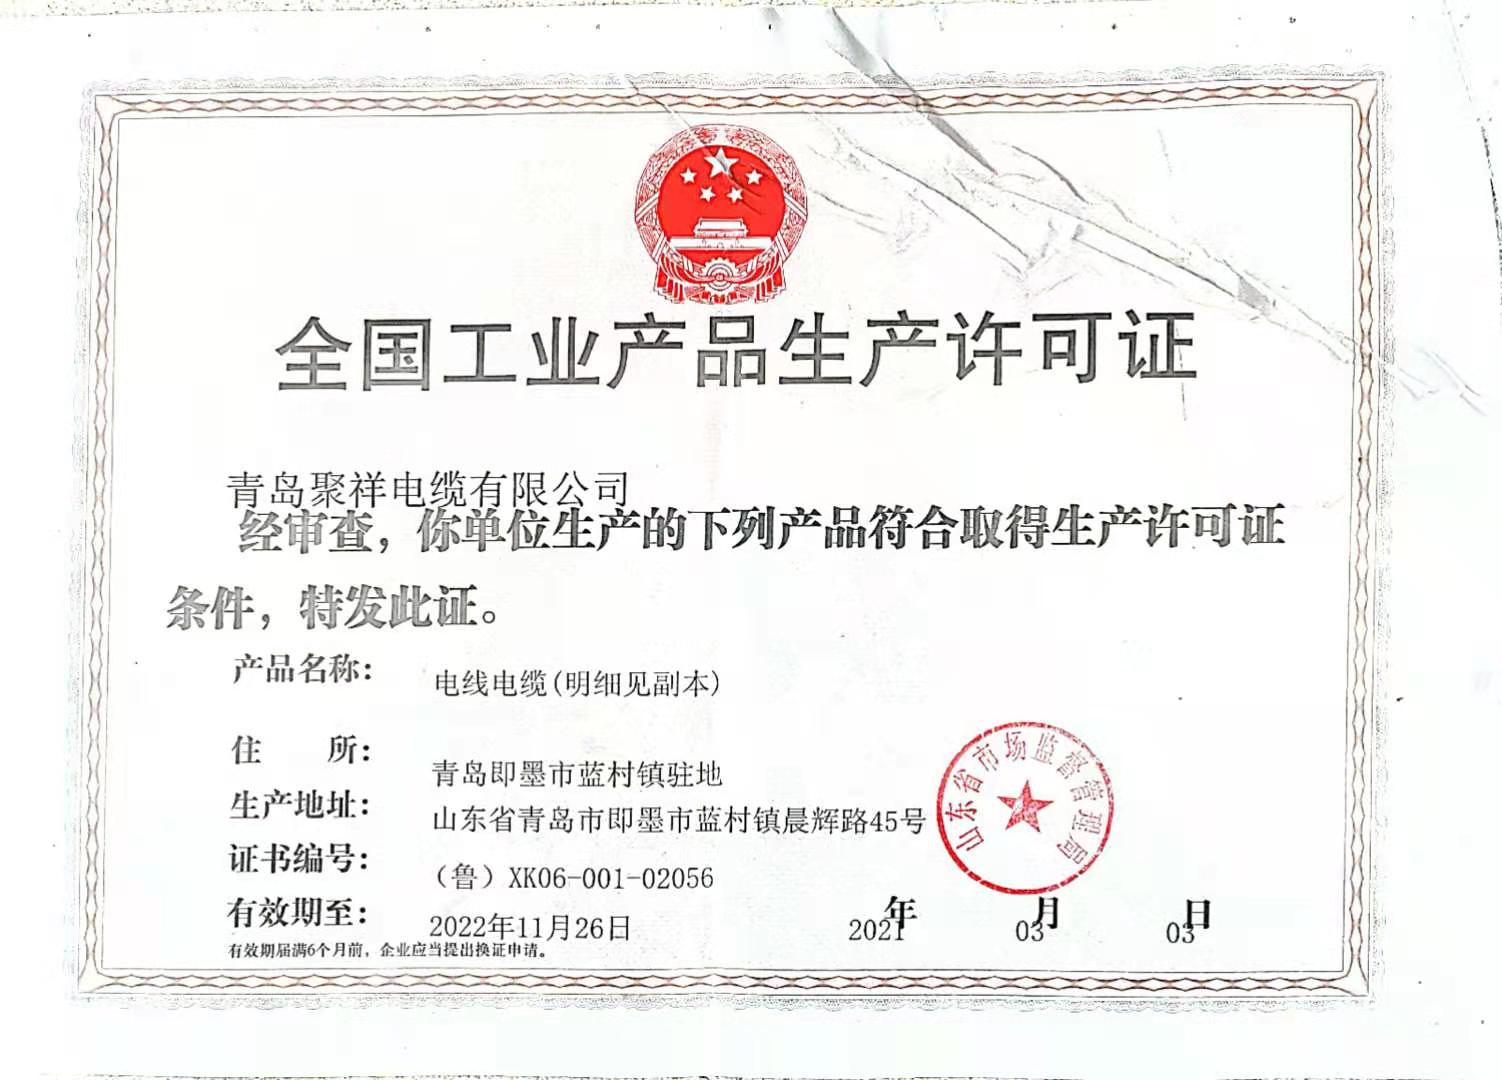 全国工业产品生产许可证
青岛聚祥电缆有限公司
经审查，你单位生产的下列产品符合取得生产许可证
条件，特发此证。
产品名称： 电线电缆(明细见副本)
住 所： 青岛即墨市蓝村镇驻地
生产地址： 山东省青岛市即墨市蓝村镇晨辉路45号
证书编号： （鲁）XK06-001-02056
有效期至： 2022年11月26日
2021年 03月 03日
有效期届满6个月前，企业应当提出换证申请。
山东省市场监督管理局